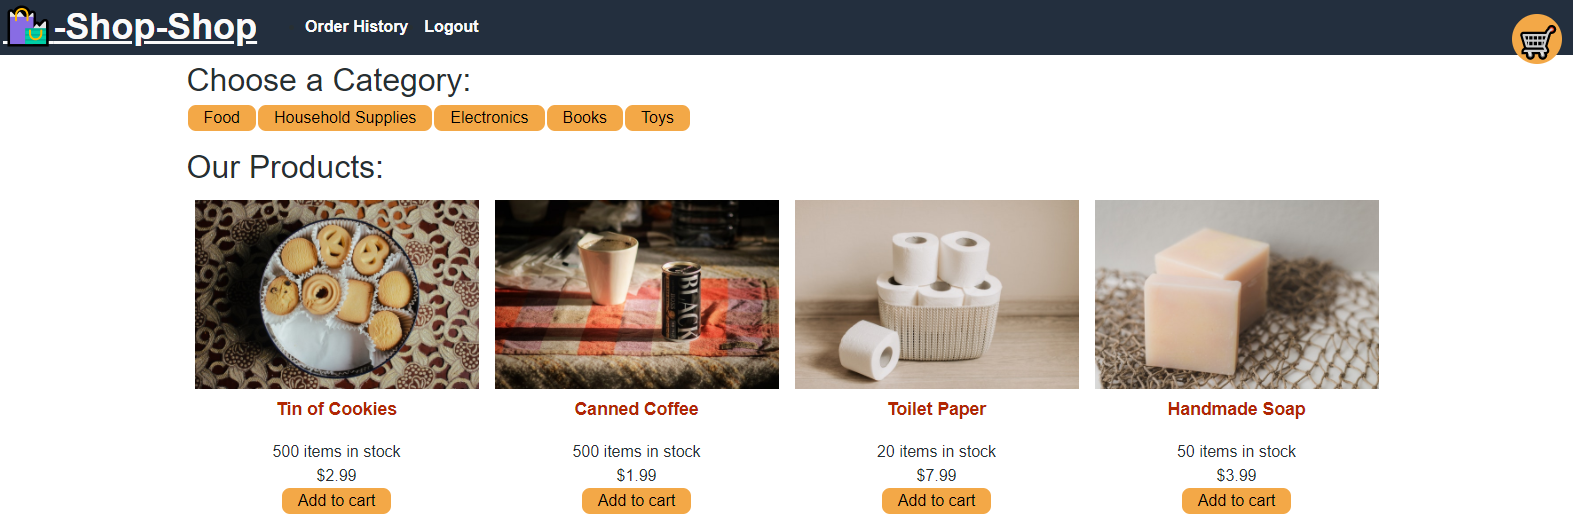 -Shop-Shop
Order History Logout
Choose a Category:
Food Household Supplies Electronics Books Toys
Our Products:
BLACK
Tin of Cookies Canned Coffee Toilet Paper Handmade Soap
500 items in stock 500 items in stock 20 items in stock 50 items in stock
$2.99 $1.99 $7.99 $3.99
Add to cart Add to cart Add to cart Add to cart